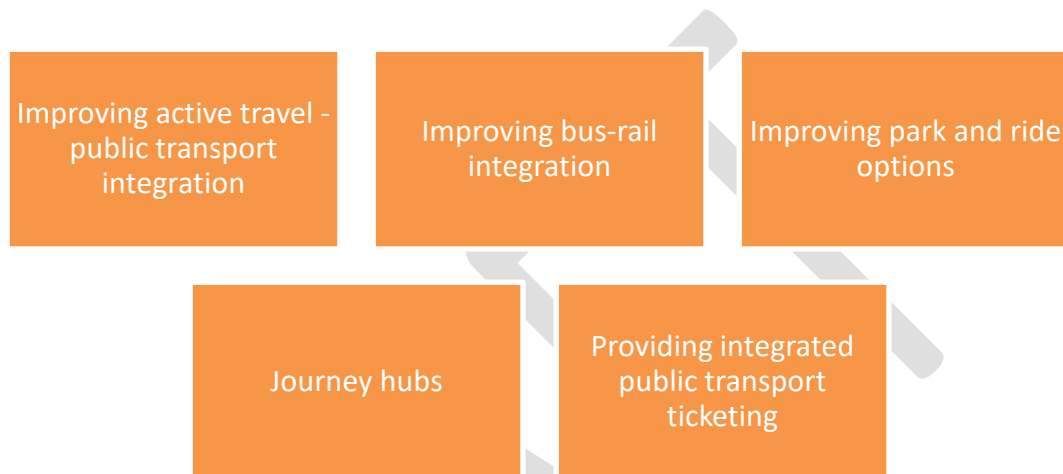 Improving active travel -
public transport
integration
Improving bus-rail
integration
Improving park and ride
options
Journey hubs
Providing integrated
public transport
ticketing